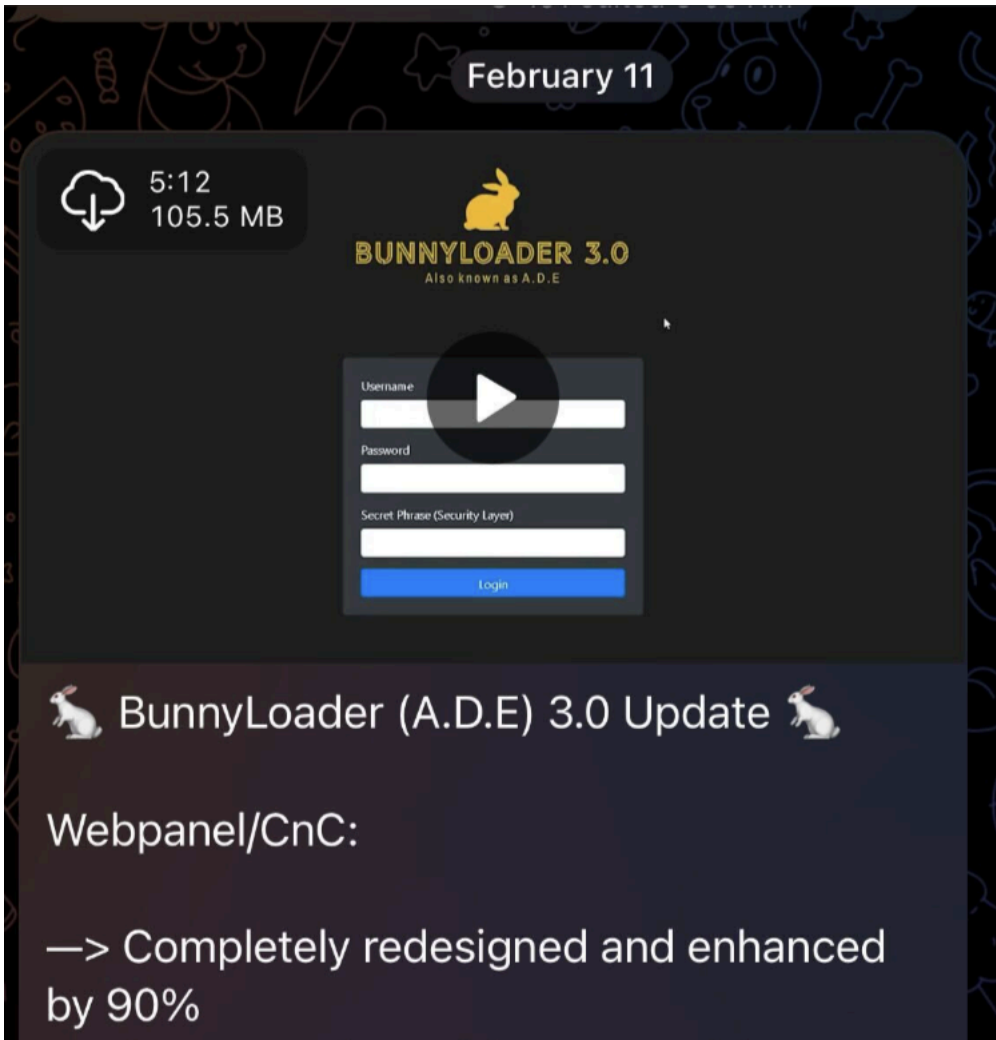 February 11
5:12
105.5 MB
BUNNYLOADER 3.0
Also known as A.D.E
Username
Password
Secret Phrase (Security Layer)
Login
🐇 BunnyLoader (A.D.E) 3.0 Update 🐇
Webpanel/CnC:
—> Completely redesigned and enhanced
by 90%